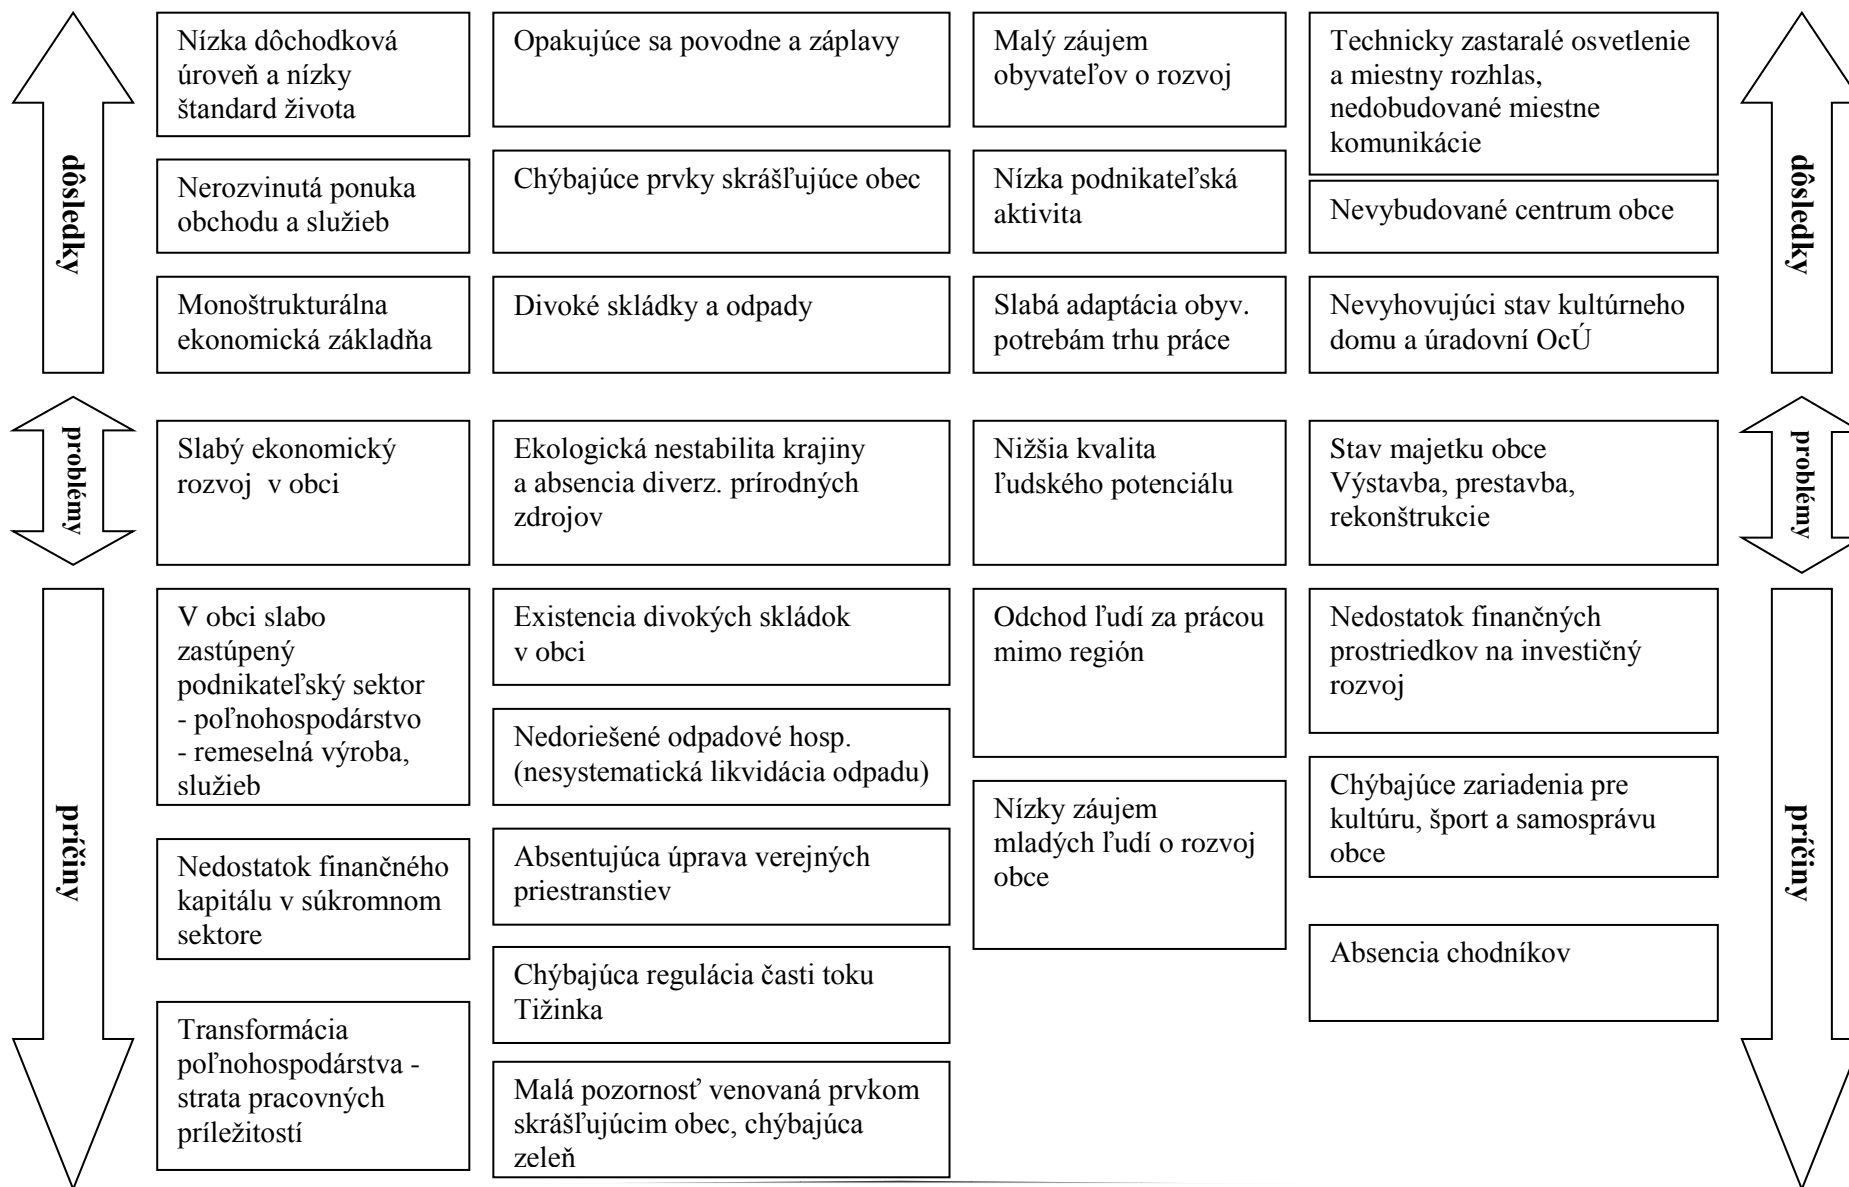 dôsledky
Nízka dôchodková
úroveň a nízky
štandard života
Opakujúce sa povodne a záplavy
Malý záujem
obyvateľov o rozvoj
Technicky zastaralé osvetlenie
a miestny rozhlas,
nedobudované miestne
komunikácie
dôsledky
Nerozvinutá ponuka
obchodu a služieb
Chýbajúce prvky skrášľujúce obec
Nízka podnikateľská
aktivita
Nevybudované centrum obce
Monoštrukturálna
ekonomická základňa
Divoké skládky a odpady
Slabá adaptácia obyv.
potrebám trhu práce
Nevyhovujúci stav kultúrneho
domu a úradovní OcÚ
problémy
Slabý ekonomický
rozvoj v obci
Ekologická nestabilita krajiny
a absencia diverz. prírodných
zdrojov
Nižšia kvalita
ľudského potenciálu
Stav majetku obce
Výstavba, prestavba,
rekonštrukcie
problémy
príčiny
V obci slabo
zastúpený
podnikateľský sektor
- poľnohospodárstvo
- remeselná výroba,
služieb
Nedostatok finančného
kapitálu v súkromnom
sektore
Transformácia
poľnohospodárstva -
strata pracovných
príležitostí
Existencia divokých skládok
v obci
Nedoriešené odpadové hosp.
(nesystematická likvidácia odpadu)
Absentujúca úprava verejných
priestranstiev
Chýbajúca regulácia časti toku
Tižinka
Malá pozornosť venovaná prvkom
skrášľujúcim obec, chýbajúca
zeleň
Odchod ľudí za prácou
mimo región
Nízky záujem
mladých ľudí o rozvoj
obce
Nedostatok finančných
prostriedkov na investičný
rozvoj
Chýbajúce zariadenia pre
kultúru, šport a samosprávu
obce
Absencia chodníkov
príčiny